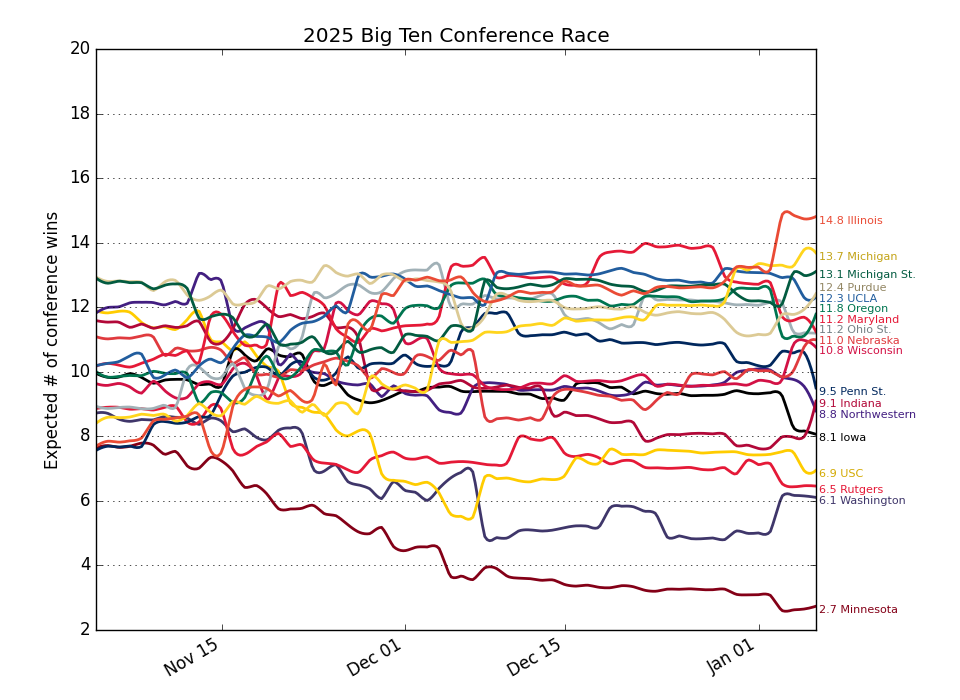 2025 Big Ten Conference Race
Expected # of conference wins
20
18
16
14
12
10
8
6
4
2
14.8 Illinois
13.7 Michigan
13.1 Michigan St.
12.4 Purdue
12.3 UCLA
11.8 Oregon
11.2 Maryland
11.2 Ohio St.
11.0 Nebraska
10.8 Wisconsin
9.5 Penn St.
9.1 Indiana
8.8 Northwestern
8.1 Iowa
6.9 USC
6.5 Rutgers
6.1 Washington
2.7 Minnesota
Nov 15
Dec 01
Dec 15
Jan 01